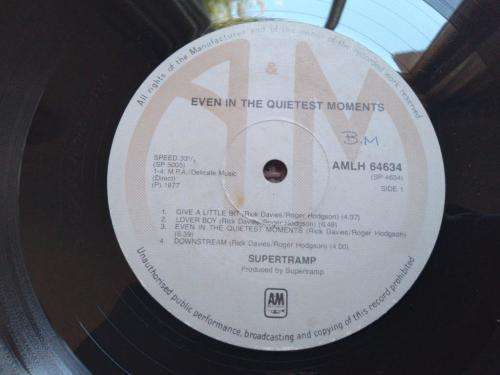 All rights of the Manufacturer and of the owner of the recorded work reserved
&
EVEN IN THE QUIETEST MOMENTS
B.M
SPEED 33⅓
(SP 5005)
1-4: M.P.A./Delicate Music
(Direct)
(P) 1977
AMLH 64634
(SP 4634)
SIDE 1
1. GIVE A LITTLE BIT (Rick Davies/Roger Hodgson) (4.07)
2. LOVER BOY (Rick Davies/Roger Hodgson) (6.48)
3. EVEN IN THE QUIETEST MOMENTS (Rick Davies/Roger Hodgson)
(6.39)
4 DOWNSTREAM (Rick Davies/Roger Hodgson) (4.00)
SUPERTRAMP
Produced by Supertramp
AM
Unauthorised public performance, broadcasting and copying of this record prohibited